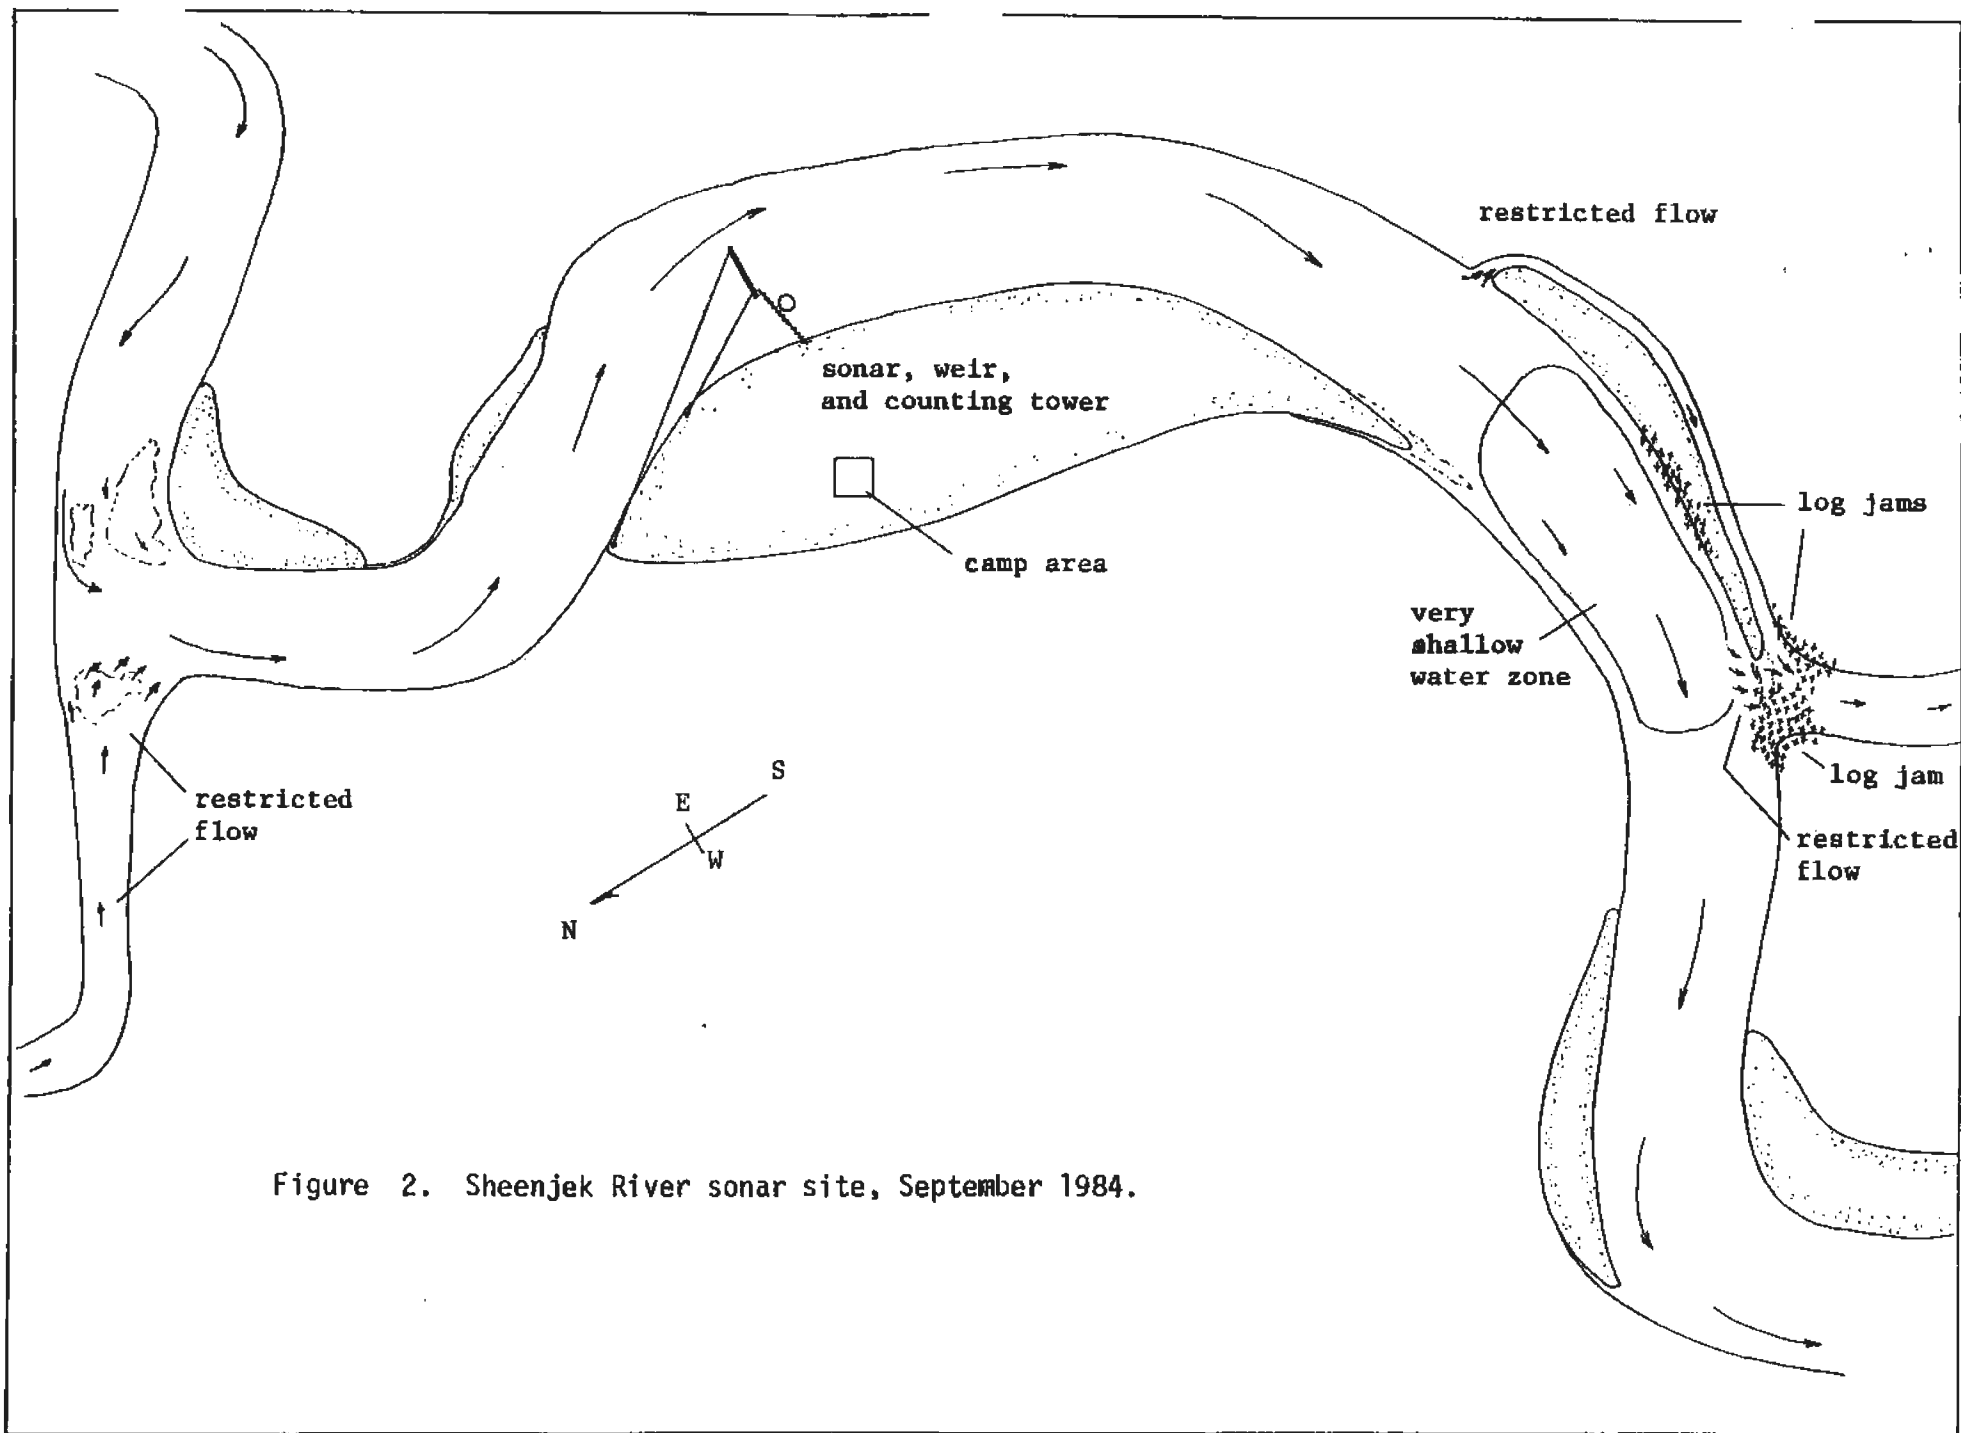 restricted flow
sonar, weir,
and counting tower
log jams
camp area
very
shallow
water zone
S
E
W
N
log jam
restricted
flow
restricted
flow
Figure 2. Sheenjek River sonar site, September 1984.